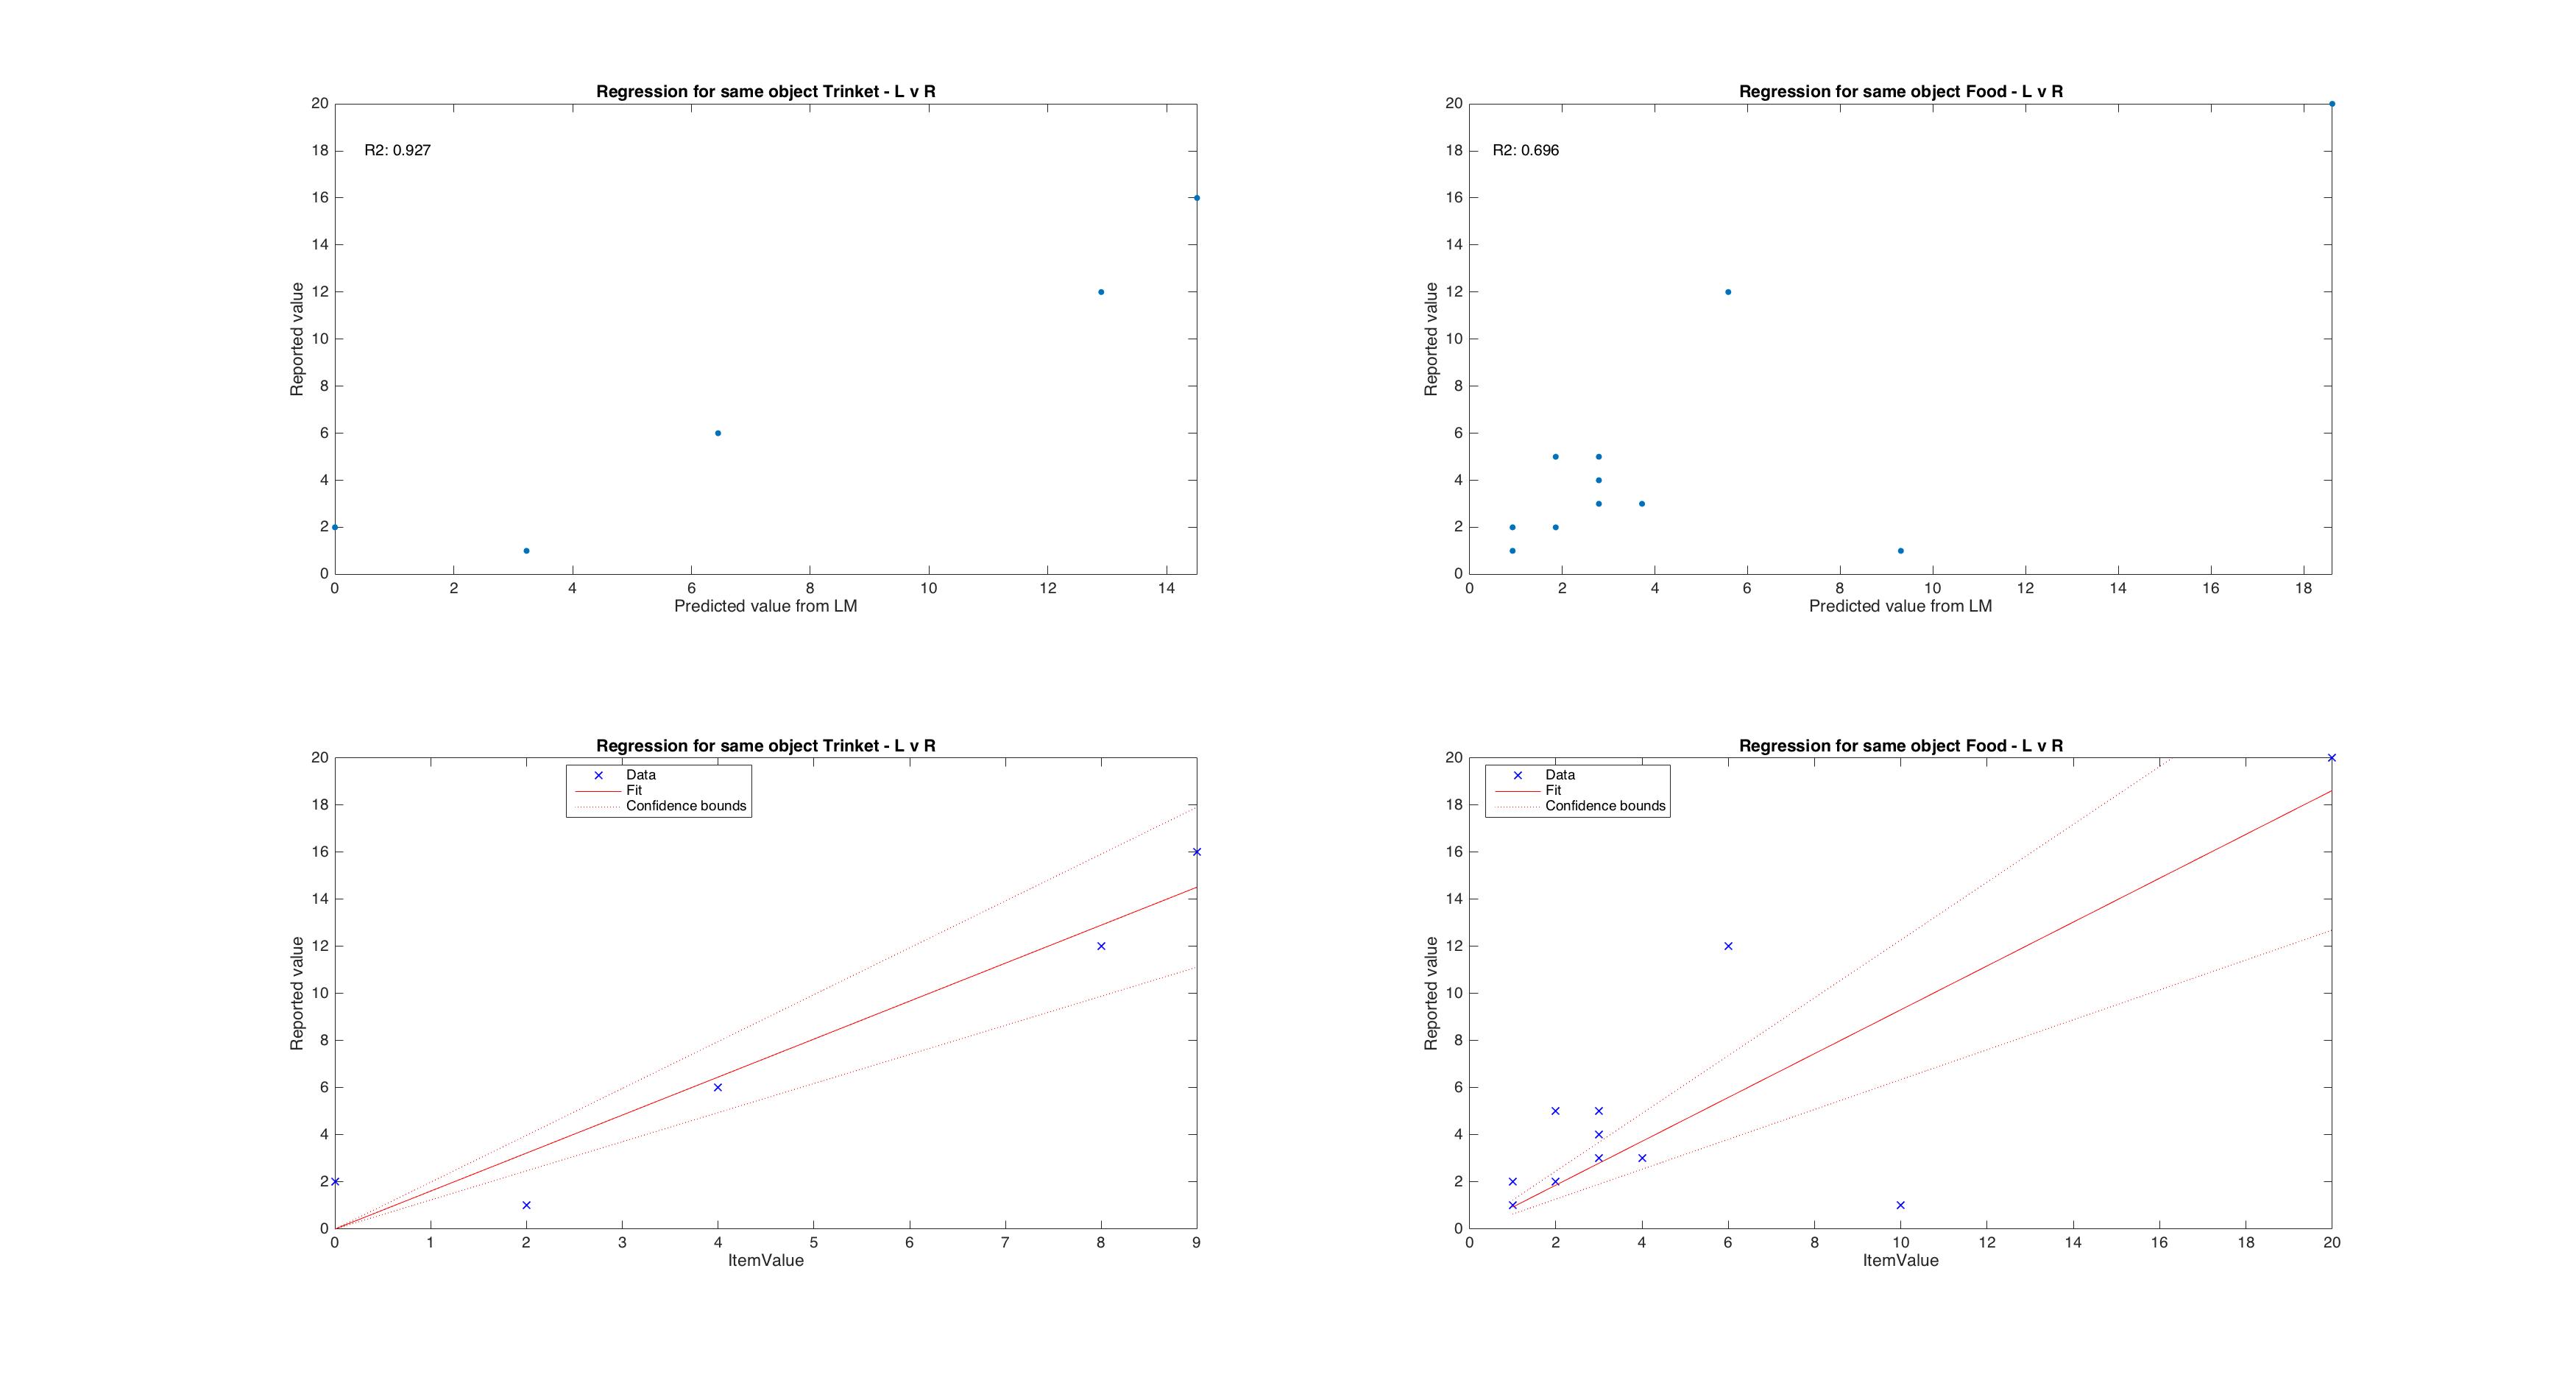 Regression for same object Trinket - L v R
R2: 0.927
20
18
16
14
12
10
8
6
4
2
0
Reported value
0 2 4 6 8 10 12 14
Predicted value from LM
Regression for same object Food - L v R
R2: 0.696
20
18
16
14
12
10
8
6
4
2
0
Reported value
0 2 4 6 8 10 12 14 16 18
Predicted value from LM
Regression for same object Trinket - L v R
Data
Fit
Confidence bounds
20
18
16
14
12
10
8
6
4
2
0
Reported value
0 1 2 3 4 5 6 7 8 9
ItemValue
Regression for same object Food - L v R
Data
Fit
Confidence bounds
20
18
16
14
12
10
8
6
4
2
0
Reported value
0 2 4 6 8 10 12 14 16 18 20
ItemValue